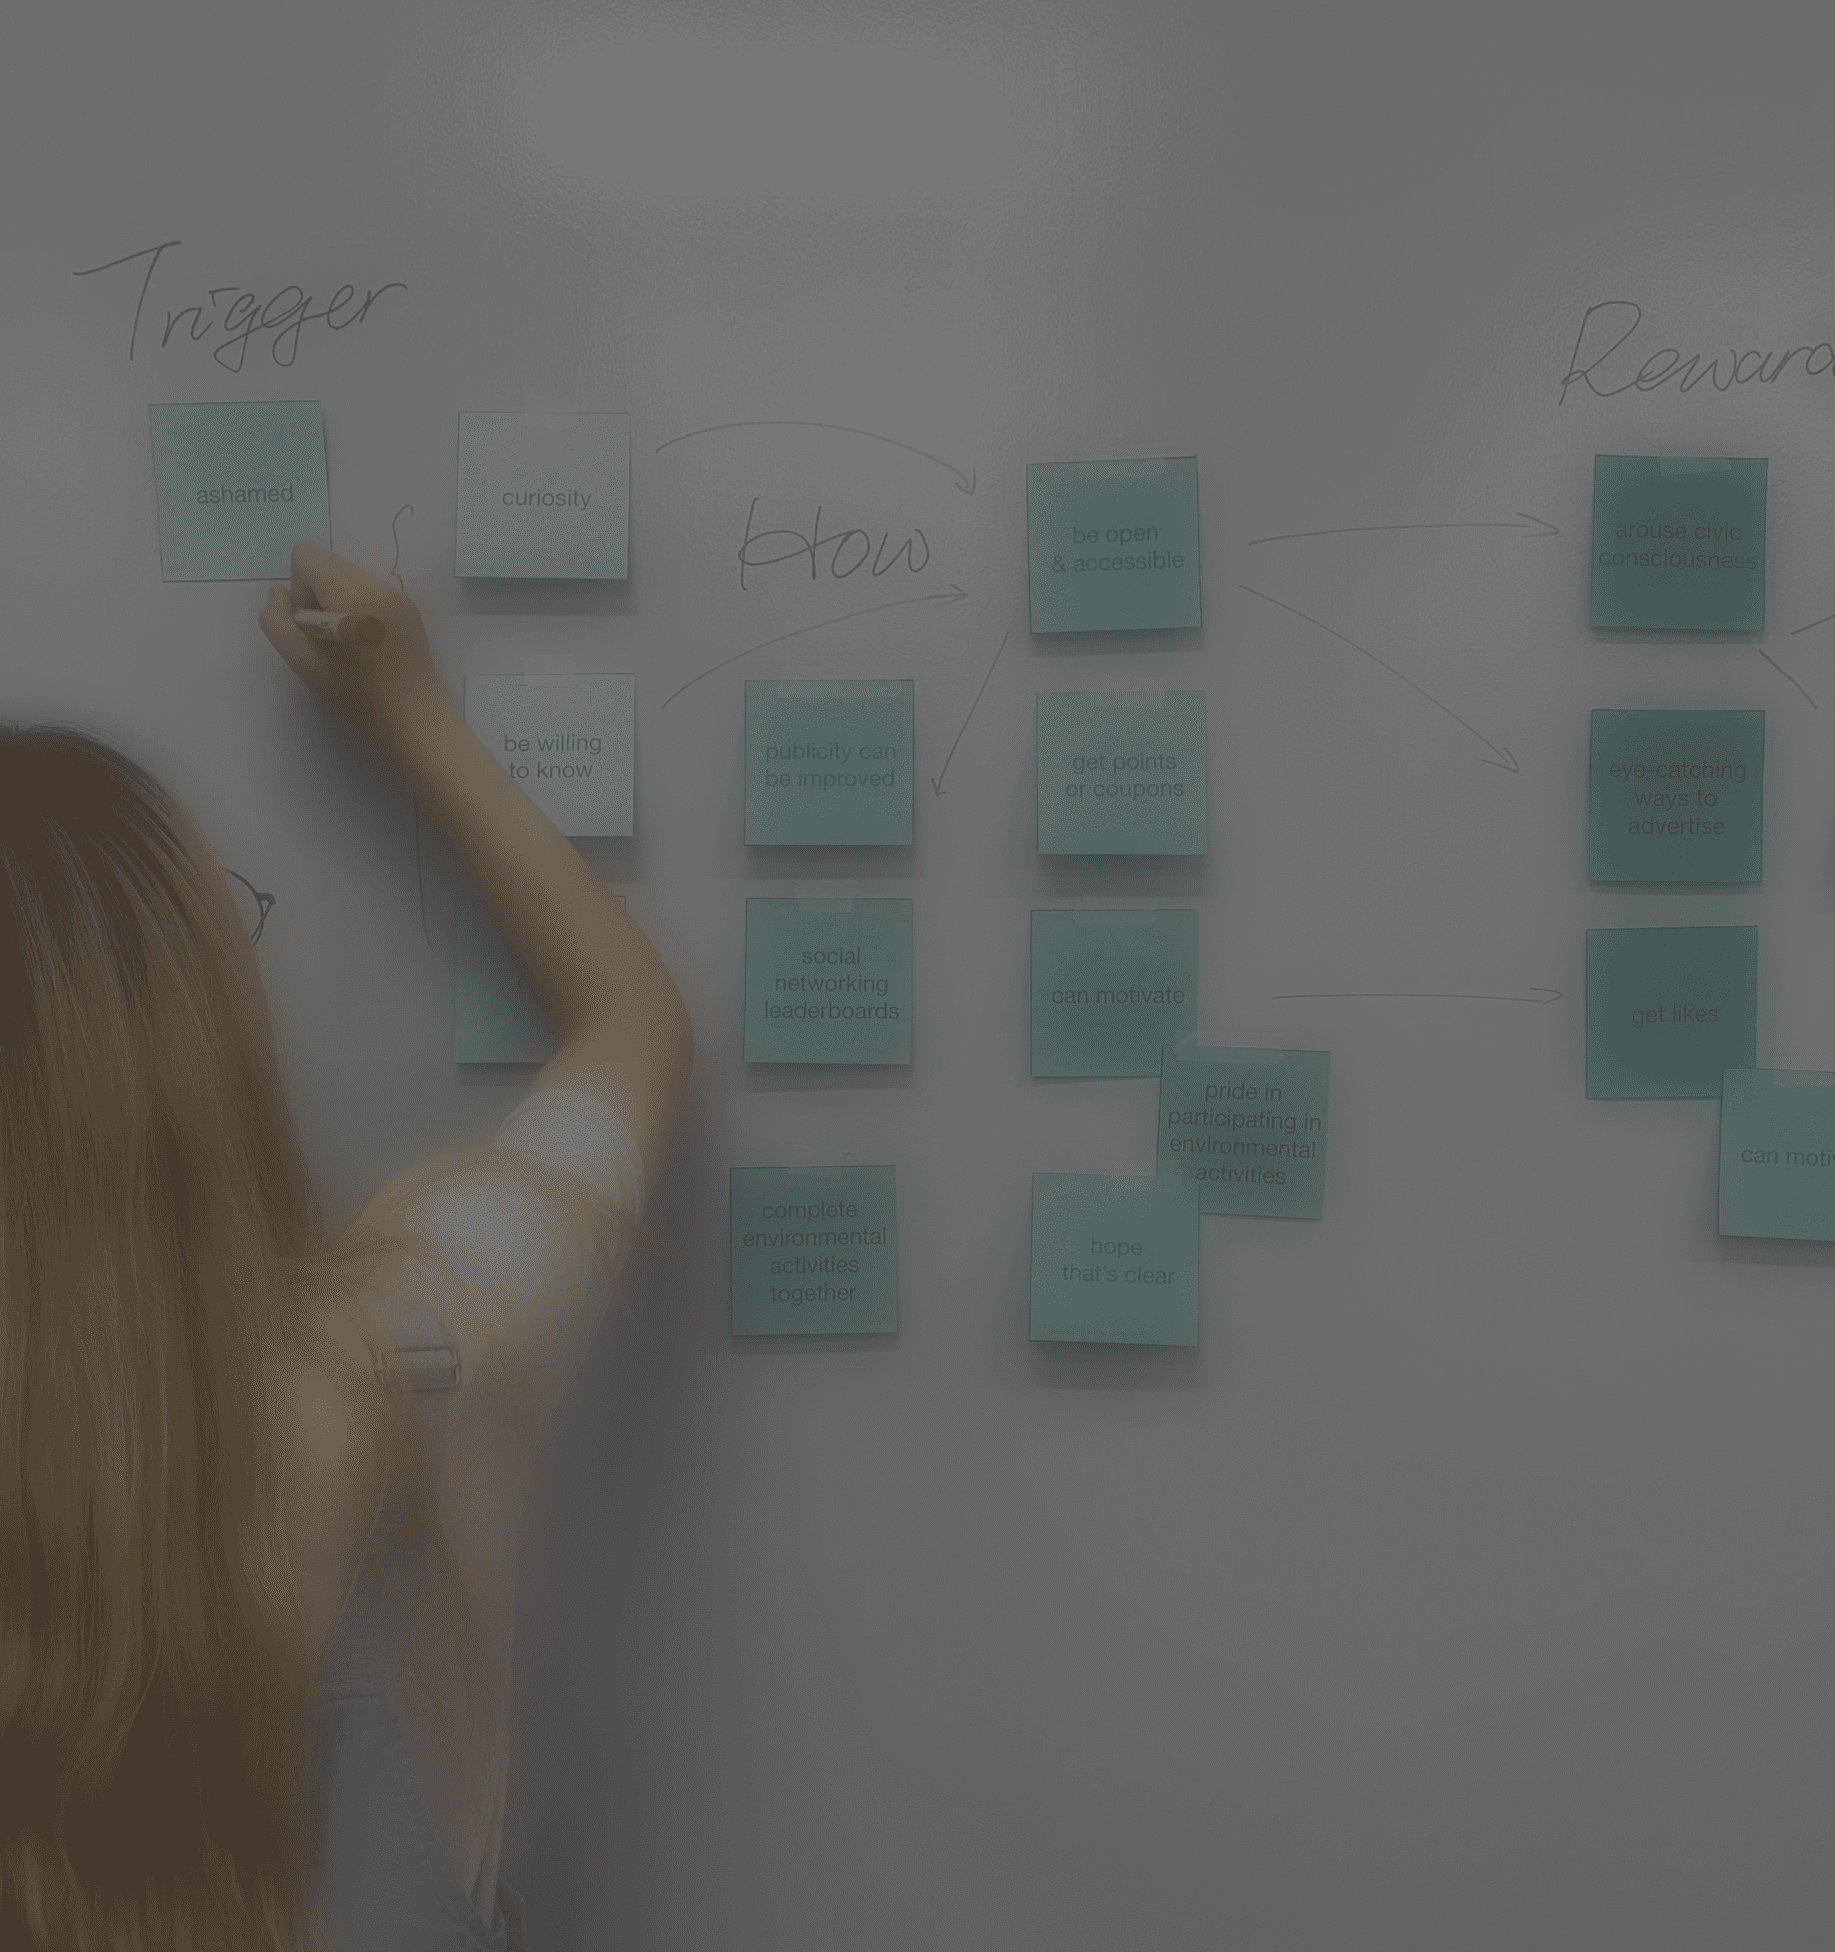 Trigger
ashamed
curiosity
be willing
to know
How
publicity can
be improved
social
networking
leaderboards
complete
environmental
activities
together
be open
& accessible
get points
or coupons
can motivate
pride in
participating in
environmental
activities
hope
that's clear
Reward
arouse civic
consciousness
eye-catching
ways to
advertise
get likes
can